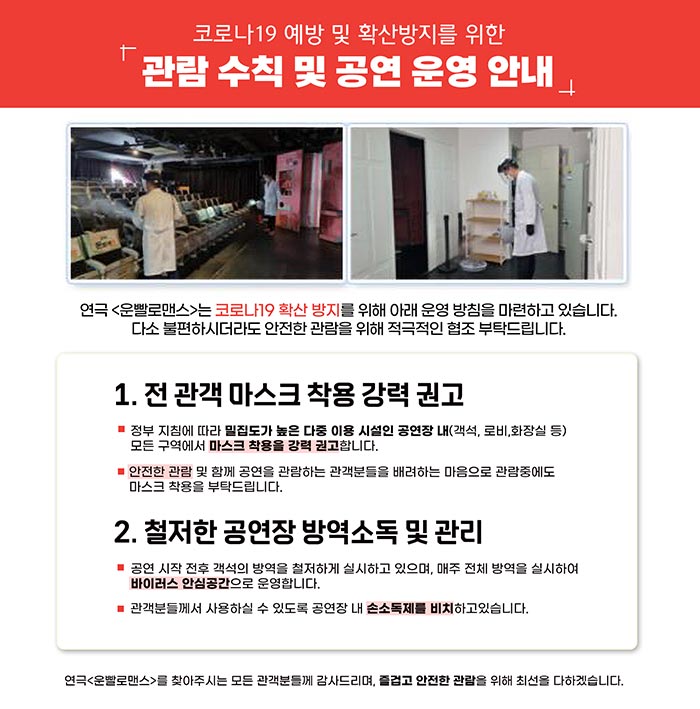 코로나19 예방 및 확산방지를 위한
관람 수칙 및 공연 운영 안내
연극 <운빨로맨스>는 코로나19 확산 방지를 위해 아래 운영 방침을 마련하고 있습니다.
다소 불편하시더라도 안전한 관람을 위해 적극적인 협조 부탁드립니다.
1. 전 관객 마스크 착용 강력 권고
정부 지침에 따라 밀집도가 높은 다중 이용 시설인 공연장 내(객석, 로비,화장실 등)
모든 구역에서 마스크 착용을 강력 권고합니다.
안전한 관람 및 함께 공연을 관람하는 관객분들을 배려하는 마음으로 관람중에도
마스크 착용을 부탁드립니다.
2. 철저한 공연장 방역소독 및 관리
공연 시작 전후 객석의 방역을 철저하게 실시하고 있으며, 매주 전체 방역을 실시하여
바이러스 안심공간으로 운영합니다.
관객분들께서 사용하실 수 있도록 공연장 내 손소독제를 비치하고있습니다.
연극<운빨로맨스>를 찾아주시는 모든 관객분들께 감사드리며, 즐겁고 안전한 관람을 위해 최선을 다하겠습니다.